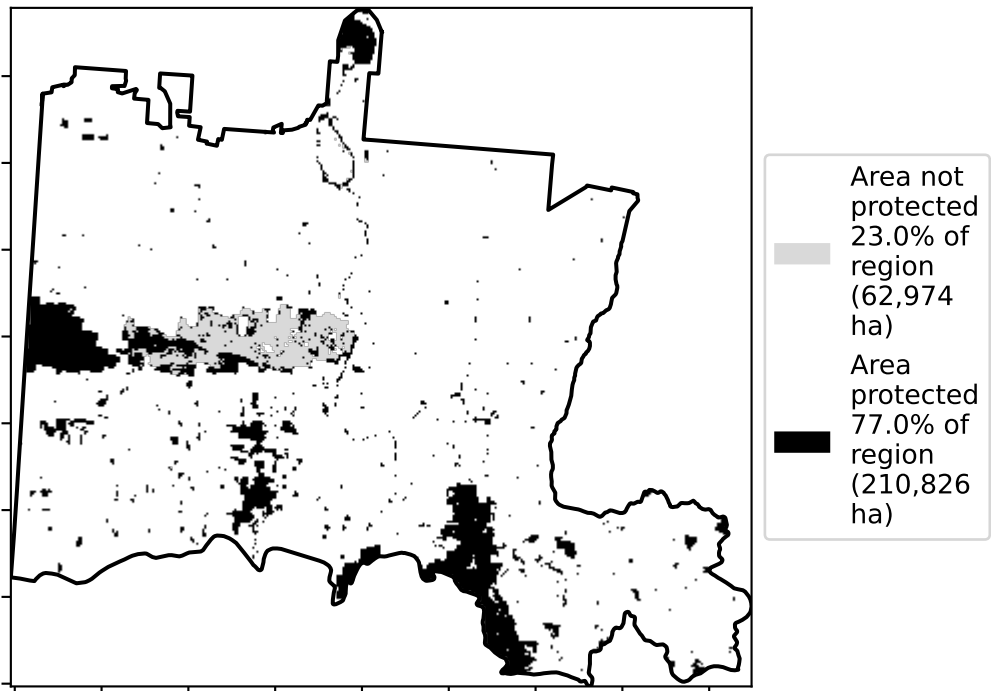 Area not
protected
23.0% of
region
(62,974
ha)
Area
protected
77.0% of
region
(210,826
ha)